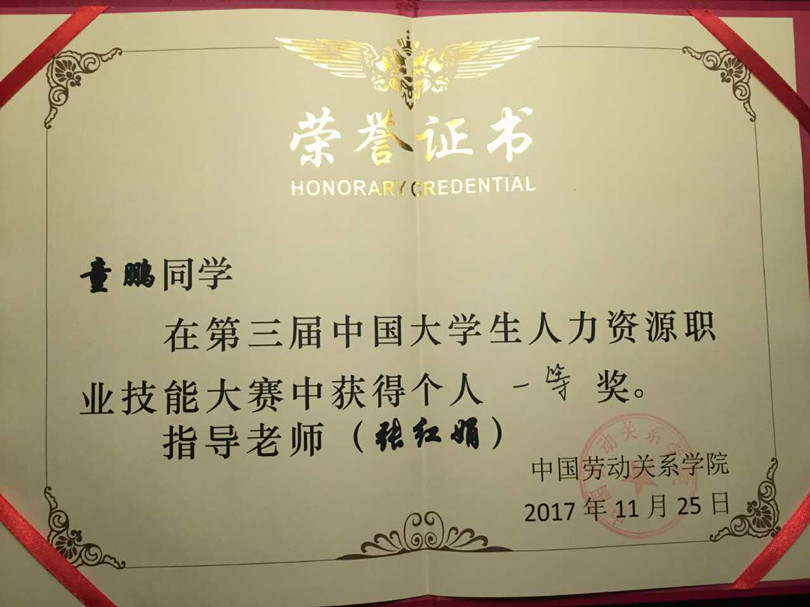 荣誉证书
HONORARY CREDENTIAL
童鹏同学
在第三届中国大学生人力资源职
业技能大赛中获得个人 一等 奖。
指导老师（张红娟）
中国劳动关系学院
2017年11月25日